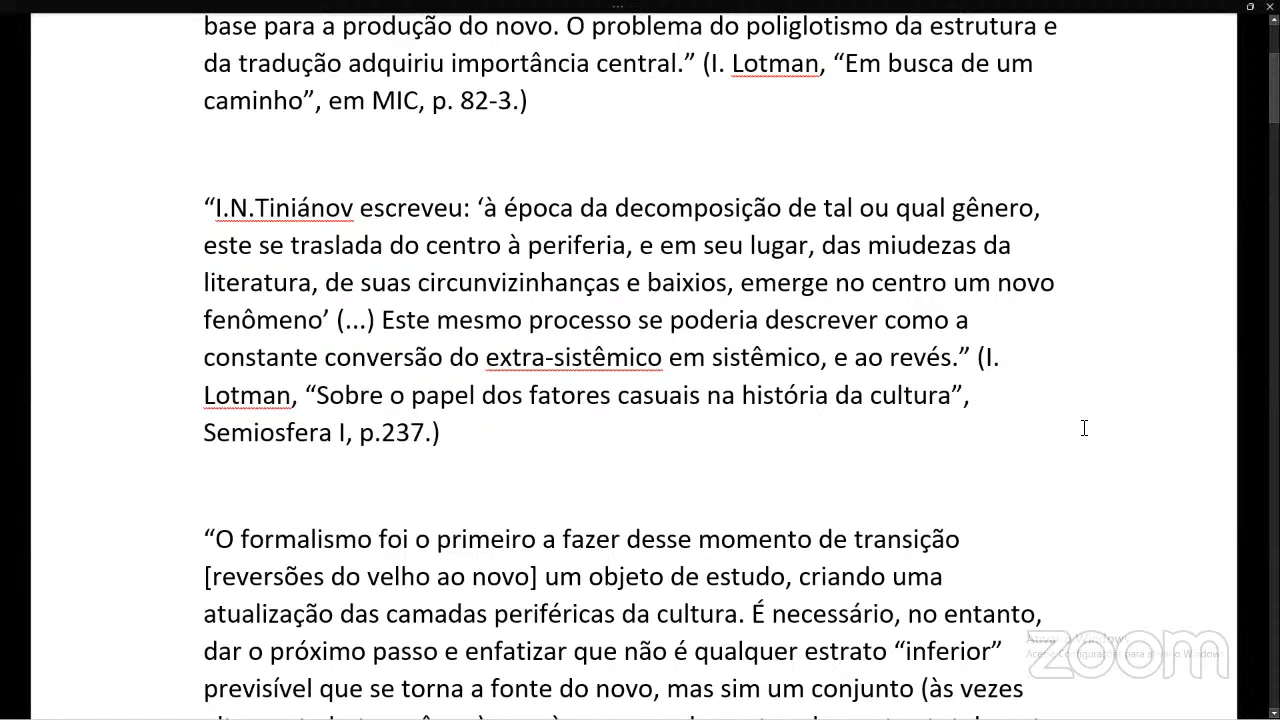 base para a produção do novo. O problema do poliglotismo da estrutura e
da tradução adquiriu importância central.” (I. Lotman, “Em busca de um
caminho”, em MIC, p. 82-3.)
“I.N.Tiniánov escreveu: ‘à época da decomposição de tal ou qual gênero,
este se traslada do centro à periferia, e em seu lugar, das miudezas da
literatura, de suas circunvizinhanças e baixios, emerge no centro um novo
fenômeno’ (...) Este mesmo processo se poderia descrever como a
constante conversão do extra-sistêmico em sistêmico, e ao revés.” (I.
Lotman, “Sobre o papel dos fatores casuais na história da cultura”,
Semiosfera I, p.237.)
“O formalismo foi o primeiro a fazer desse momento de transição
[reversões do velho ao novo] um objeto de estudo, criando uma
atualização das camadas periféricas da cultura. É necessário, no entanto,
dar o próximo passo e enfatizar que não é qualquer estrato “inferior”
previsível que se torna a fonte do novo, mas sim um conjunto (às vezes
Ativar o Windows
Acesse Configurações para ativar o Windows.
zoom